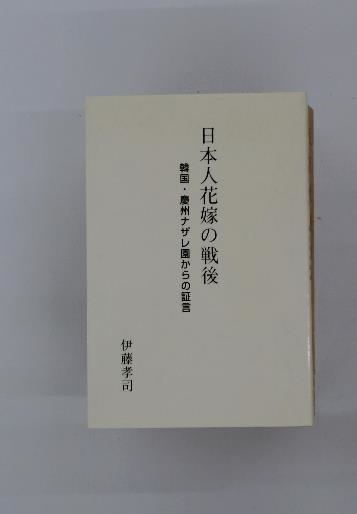 日本人花嫁の戦後
韓国・慶州ナザレ園からの証言
伊藤孝司